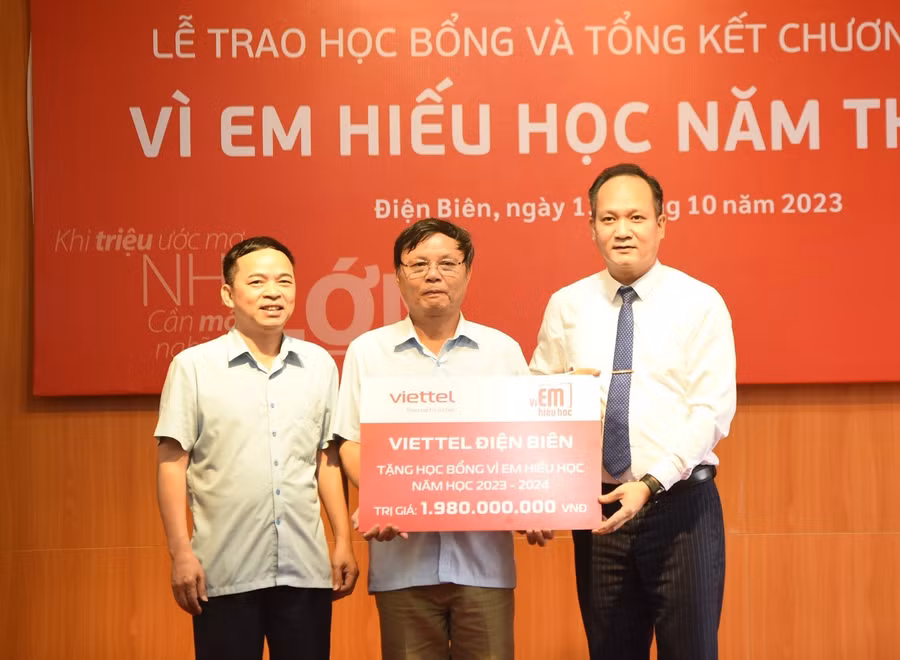 LỄ TRAO HỌC BỔNG VÀ TỔNG KẾT CHƯƠN
VÌ EM HIẾU HỌC NĂM TH
Điện Biên, ngày 1 g 10 năm 2023
Khi triệu ước mơ
NH
LỚN
Cần
viettel
Vì EM
hiếu học
VIETTEL ĐIỆN BIÊN
TẶNG HỌC BỔNG VÌ EM HIẾU HỌC
NĂM HỌC 2023 - 2024
TRỊ GIÁ: 1.980.000.000 VNĐ